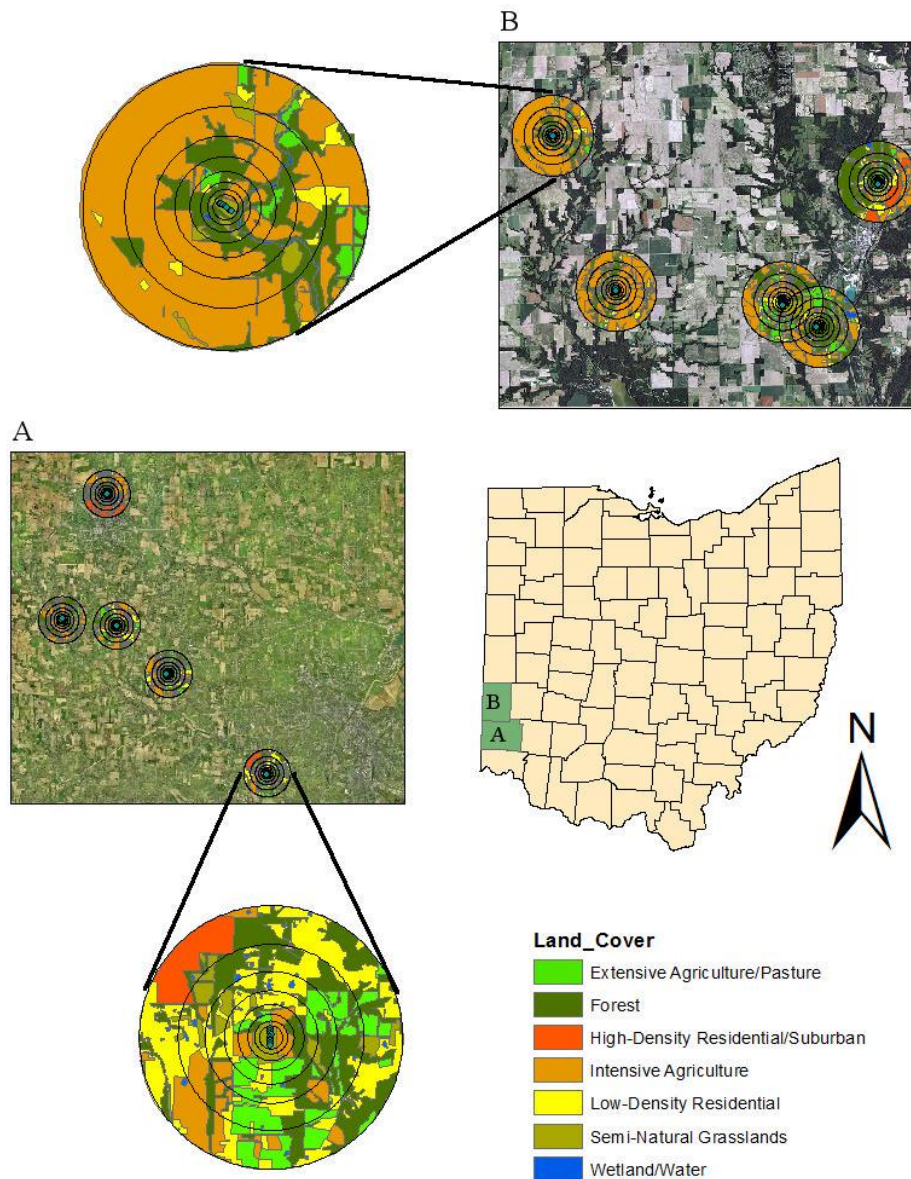 B
A
B
A
N
Land_Cover
Extensive Agriculture/Pasture
Forest
High-Density Residential/Suburban
Intensive Agriculture
Low-Density Residential
Semi-Natural Grasslands
Wetland/Water